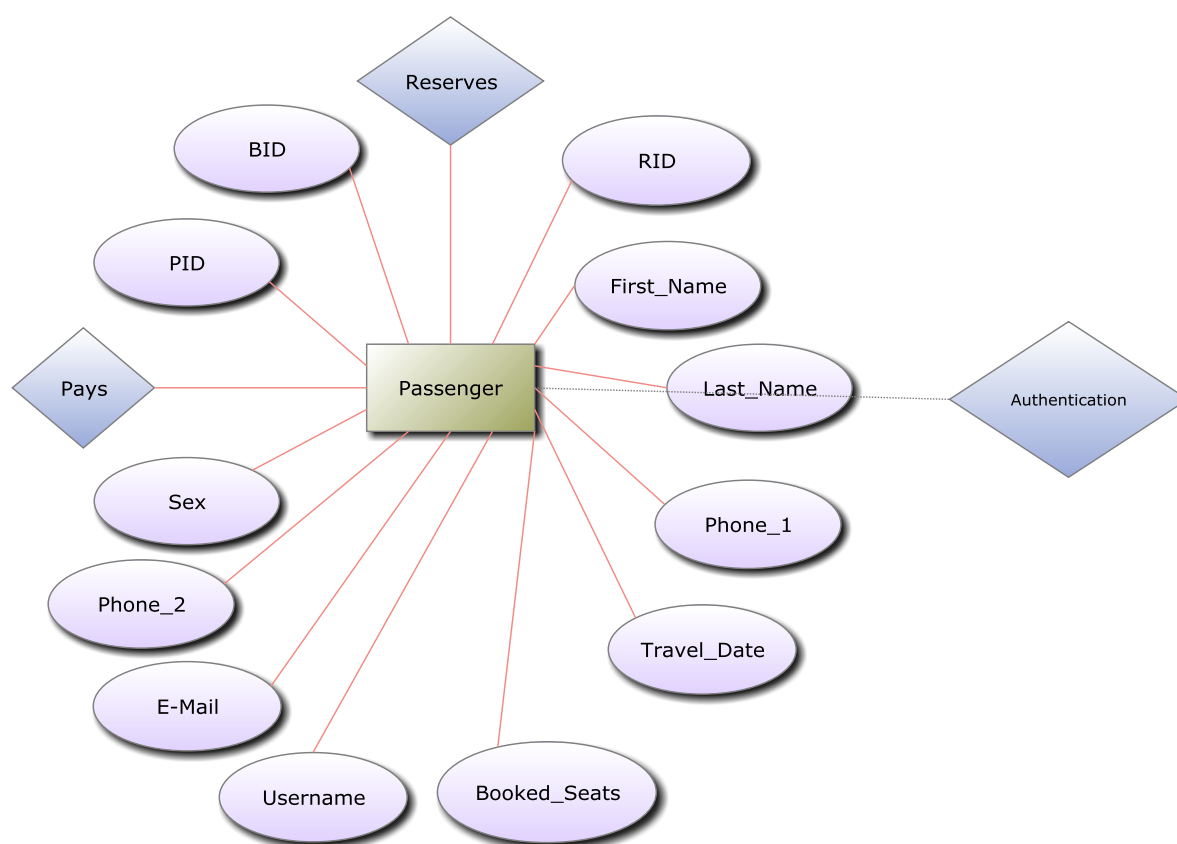 Reserves
BID
RID
PID
First_Name
Pays
Passenger
Last_Name
Authentication
Sex
Phone_1
Phone_2
Travel_Date
E-Mail
Username
Booked_Seats